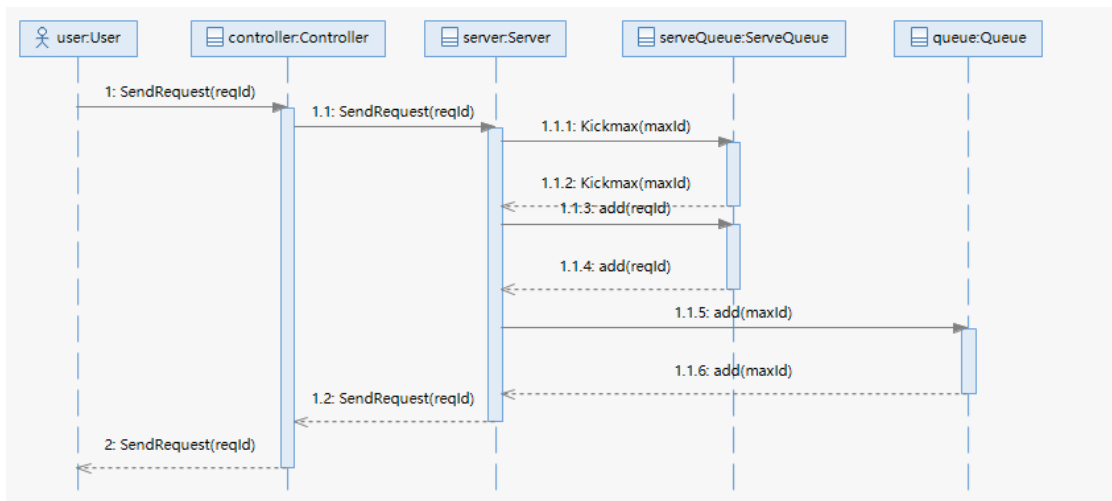 user:User
controller:Controller
server:Server
serveQueue:ServeQueue
queue:Queue
1: SendRequest(reqId)
1.1: SendRequest(reqId)
1.1.1: Kickmax(maxId)
1.1.2: Kickmax(maxId)
1.1.3: add(reqId)
1.1.4: add(reqId)
1.1.5: add(maxId)
1.1.6: add(maxId)
1.2: SendRequest(reqId)
2: SendRequest(reqId)